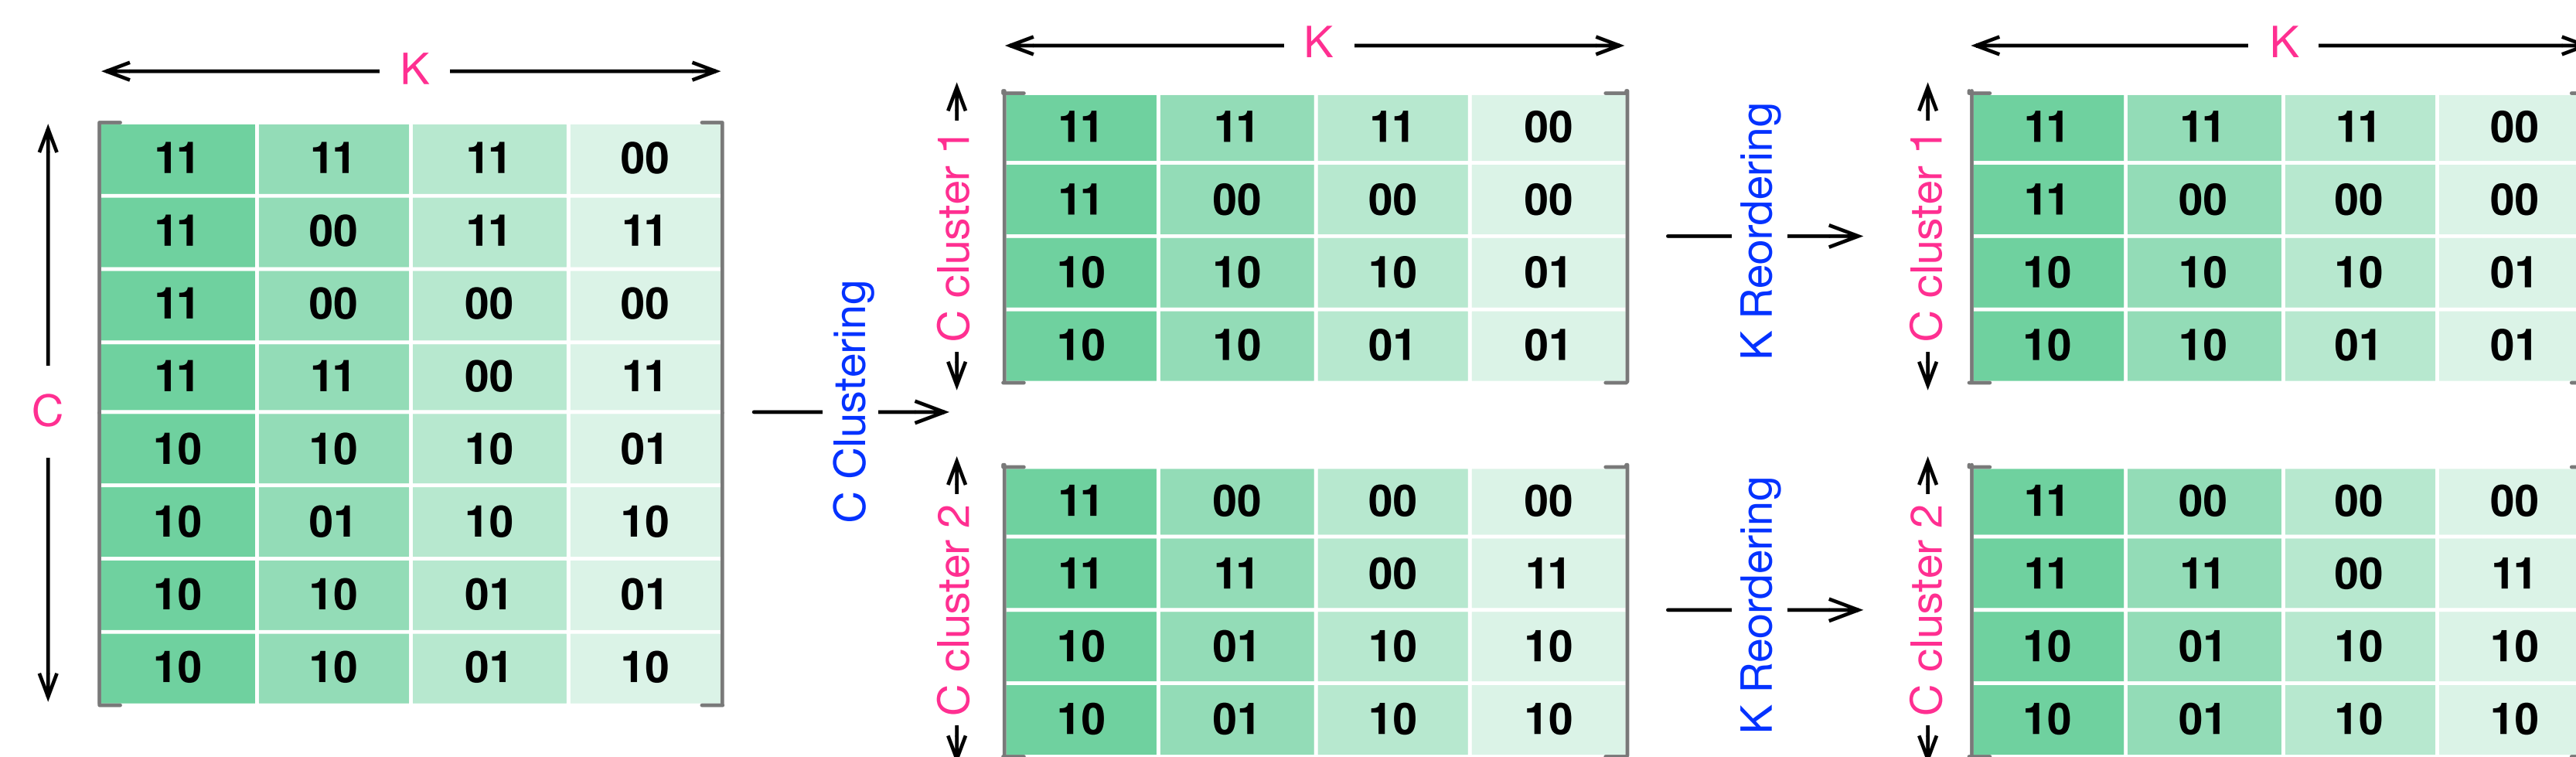 K
C
11 11 11 00
11 00 11 11
11 00 00 00
11 11 00 11
10 10 10 01
10 01 10 10
10 10 01 01
10 10 01 10
C Clustering
K
C cluster 1
11 11 11 00
11 00 00 00
10 10 10 01
10 10 01 01
C cluster 2
11 00 00 00
11 11 00 11
10 01 10 10
10 01 10 10
K Reordering
K Reordering
K
C cluster 1
11 11 11 00
11 00 00 00
10 10 10 01
10 10 01 01
C cluster 2
11 00 00 00
11 11 00 11
10 01 10 10
10 01 10 10